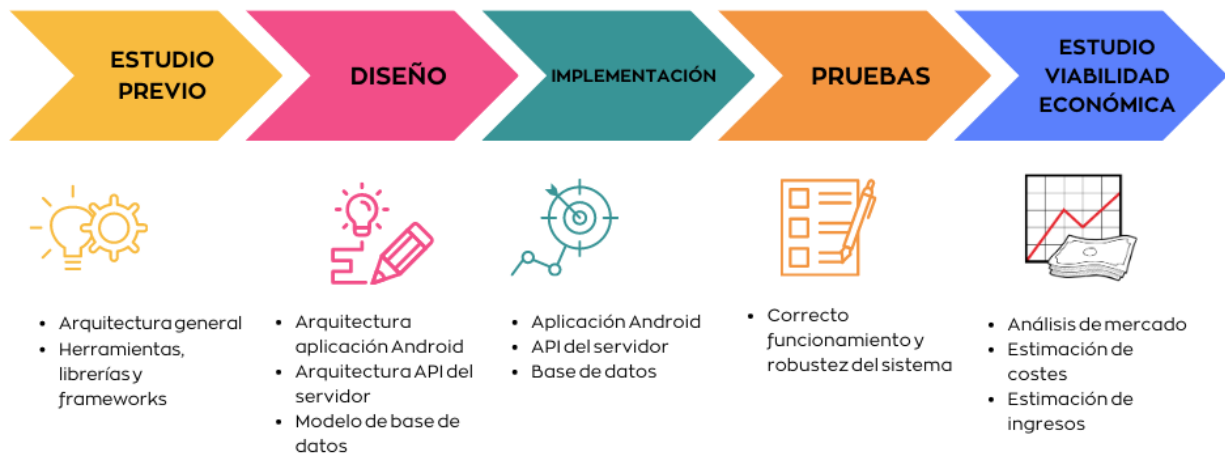 ESTUDIO
PREVIO
DISEÑO
IMPLEMENTACIÓN
PRUEBAS
ESTUDIO
VIABILIDAD
ECONÓMICA
• Arquitectura general
• Herramientas,
librerías y
frameworks
• Arquitectura
aplicación Android
• Arquitectura API del
servidor
• Modelo de base de
datos
• Aplicación Android
• API del servidor
• Base de datos
• Correcto
funcionamiento y
robustez del sistema
• Análisis de mercado
• Estimación de
costes
• Estimación de
ingresos